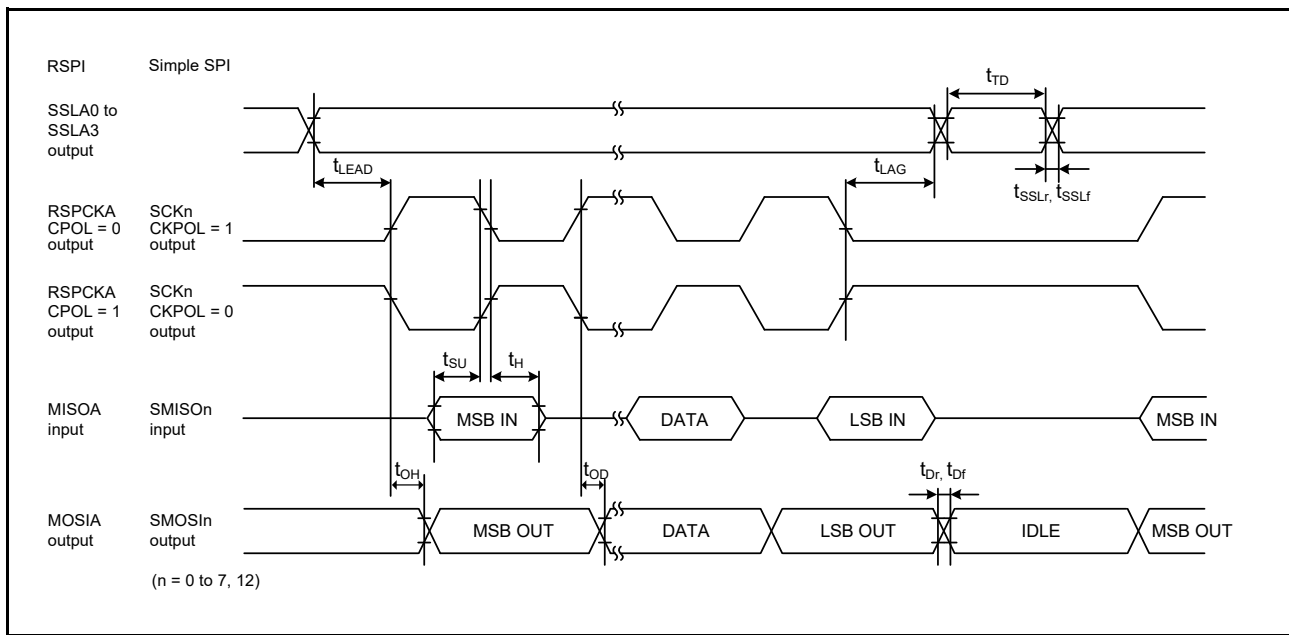 RSPI Simple SPI
tTD
SSLA0 to
SSLA3
output
tLEAD
tLAG
tSSLr, tSSLf
RSPCKA SCKn
CPOL = 0 CKPOL = 1
output output
RSPCKA SCKn
CPOL = 1 CKPOL = 0
output output
tSU tH
MISOA SMISOn
input input
MSB IN DATA LSB IN MSB IN
tOH tOD tDr, tDf
MOSIA SMOSIn
output output
MSB OUT DATA LSB OUT IDLE MSB OUT
(n = 0 to 7, 12)